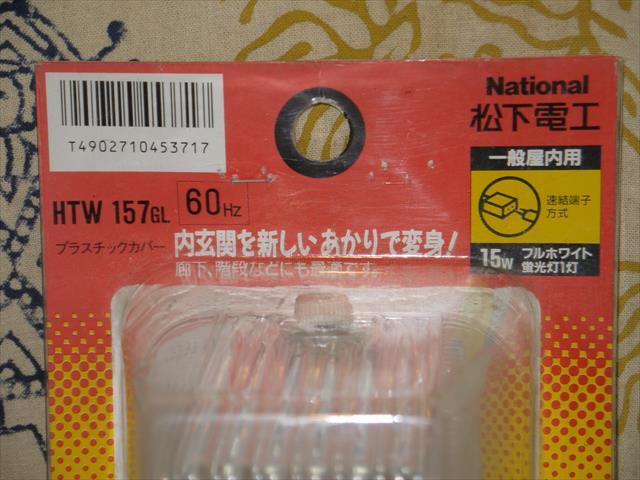 T4902710453717
National
松下電工
HTW 157GL
60Hz
プラスチックカバー
内玄関を新しいあかりで変身!
廊下、階段などにも最適です。
一般屋内用
速結端子
方式
15W
フルホワイト
蛍光灯1灯